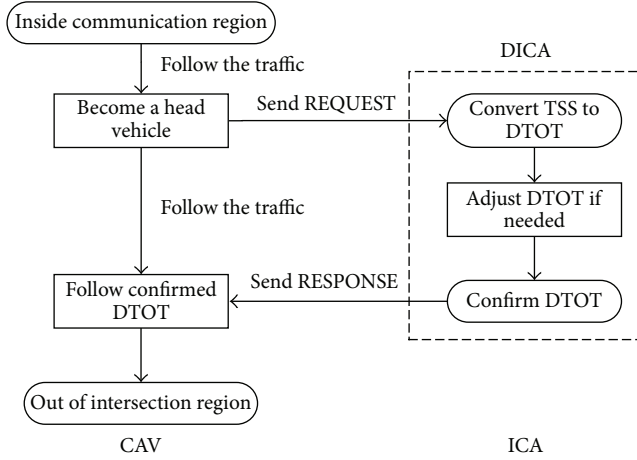 Inside communication region
Follow the traffic
DICA
Become a head
vehicle
Send REQUEST
Convert TSS to
DTOT
Follow the traffic
Adjust DTOT if
needed
Follow confirmed
DTOT
Send RESPONSE
Confirm DTOT
Out of intersection region
CAV
ICA